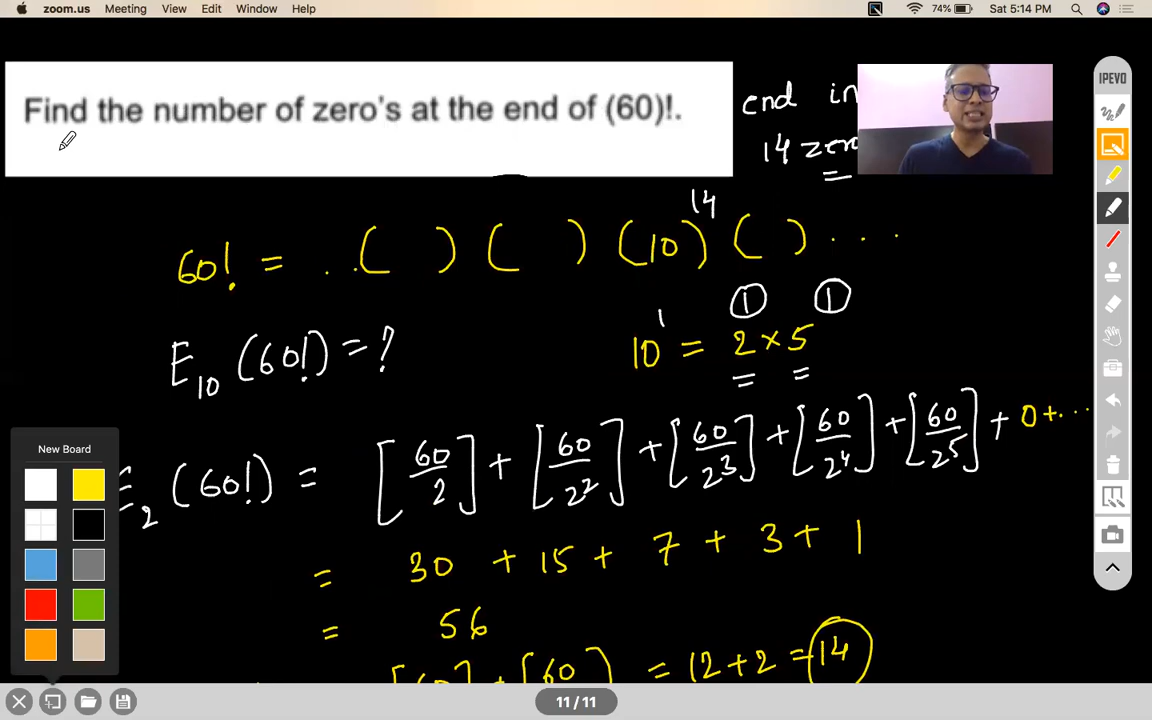 zoom.us Meeting View Edit Window Help 74% Sat 5:14 PM
Find the number of zero's at the end of (60)!.
end in
14 zero
IPEVO
14
60! = ..( ) ( ) (10) ( ) ....
1 1
E10 (60!) = ?
10 = 2 × 5
1
New Board
E2 (60!) = [60/2] + [60/2²] + [60/2³] + [60/2⁴] + [60/2⁵] + 0+...
= 30 + 15 + 7 + 3 + 1
= 56
[60] + [60] = 12 + 2 = 14
11 / 11